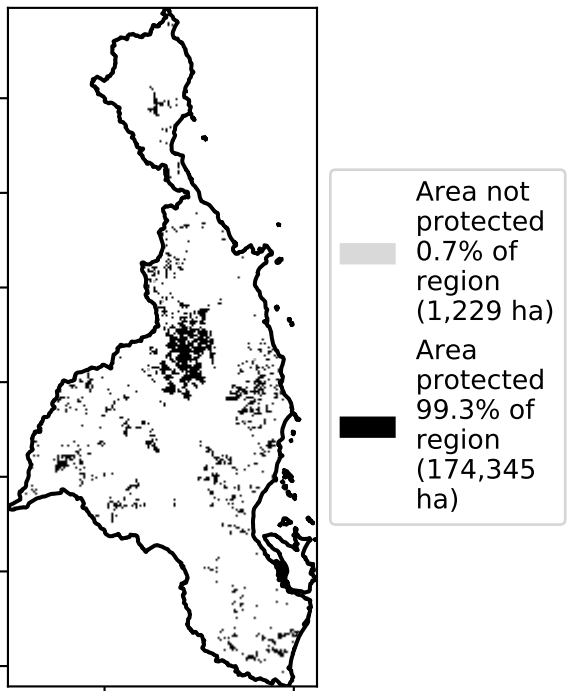 Area not
protected
0.7% of
region
(1,229 ha)
Area
protected
99.3% of
region
(174,345
ha)